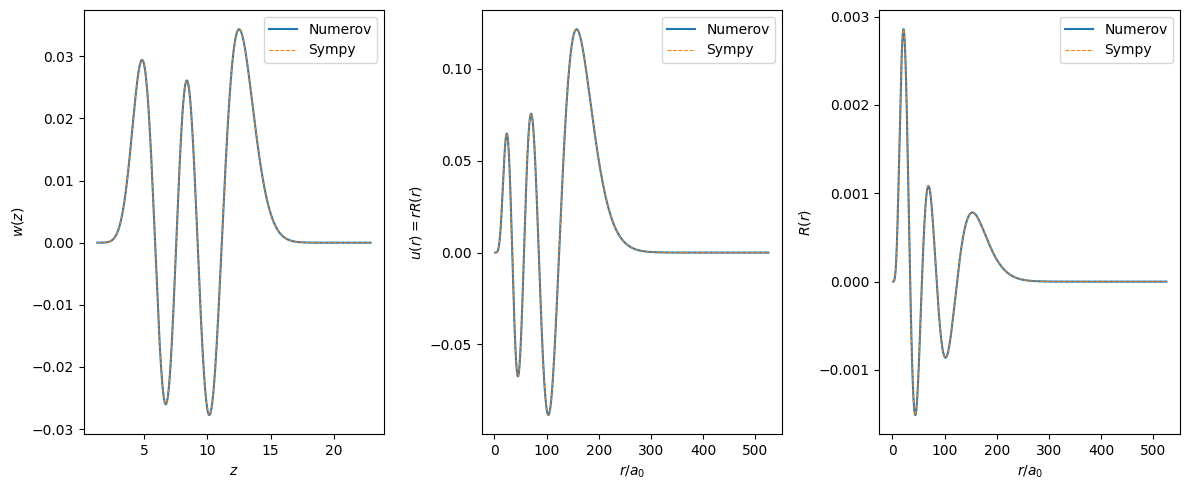 0.03
0.02
0.01
0.00
−0.01
−0.02
−0.03
w(z)
5
10
15
20
z
Numerov
Sympy
0.10
0.05
0.00
−0.05
u(r) = rR(r)
0
100
200
300
400
500
r/a₀
Numerov
Sympy
0.003
0.002
0.001
0.000
−0.001
R(r)
0
100
200
300
400
500
r/a₀
Numerov
Sympy